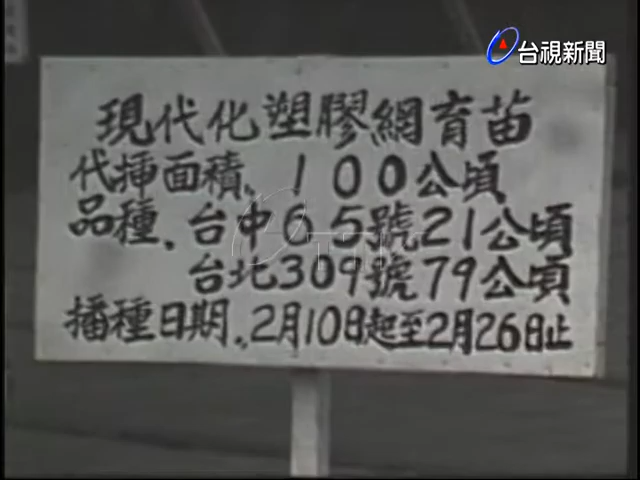 台視新聞
現代化塑膠網育苗
代揷面積、100公頃
品種、台中65號21公頃
台北309號79公頃
播種日期、2月10日起至2月26日止